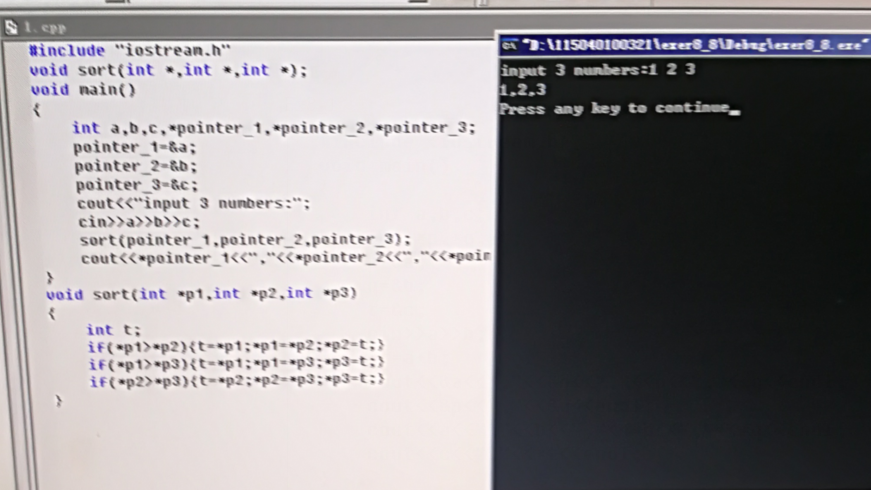 1.cpp
#include "iostream.h"
void sort(int *,int *,int *);
void main()
{
int a,b,c,*pointer_1,*pointer_2,*pointer_3;
pointer_1=&a;
pointer_2=&b;
pointer_3=&c;
cout<<"input 3 numbers:";
cin>>a>>b>>c;
sort(pointer_1,pointer_2,pointer_3);
cout<<*pointer_1<<","<<*pointer_2<<","<<*poin
}
void sort(int *p1,int *p2,int *p3)
{
int t;
if(*p1>*p2){t=*p1;*p1=*p2;*p2=t;}
if(*p1>*p3){t=*p1;*p1=*p3;*p3=t;}
if(*p2>*p3){t=*p2;*p2=*p3;*p3=t;}
}
"D:\115040100321\exer8_8\Debug\exer8_8.exe"
input 3 numbers:1 2 3
1,2,3
Press any key to continue_